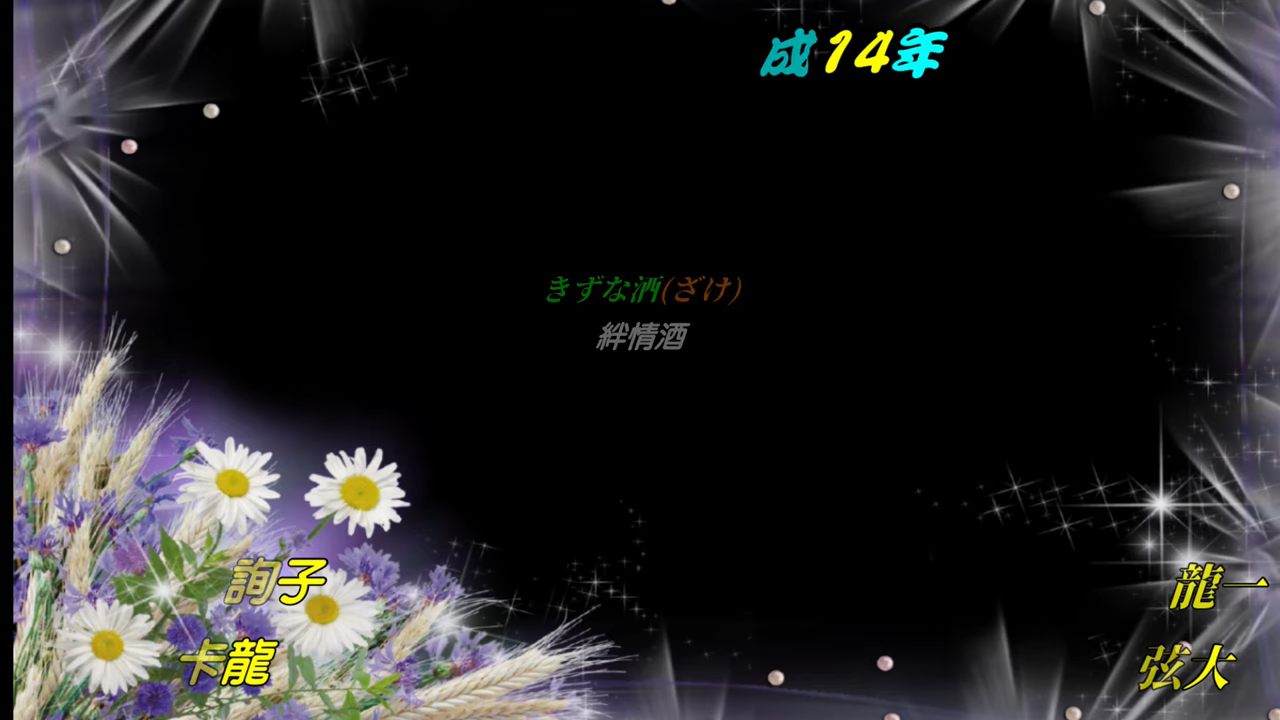 成14年
きずな酒(ざけ)
絆情酒
詢子
卡龍
龍一
弦大